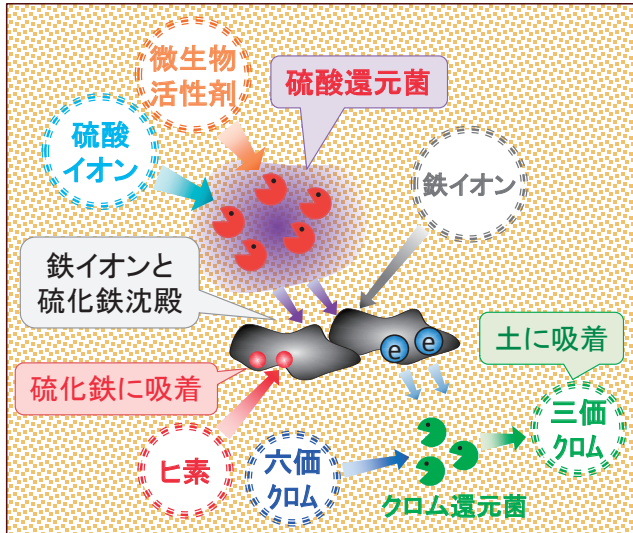 微生物
活性剤
硫酸還元菌
硫酸
イオン
鉄イオン
鉄イオンと
硫化鉄沈殿
e
e
土に吸着
硫化鉄に吸着
三価
クロム
ヒ素
六価
クロム
クロム還元菌